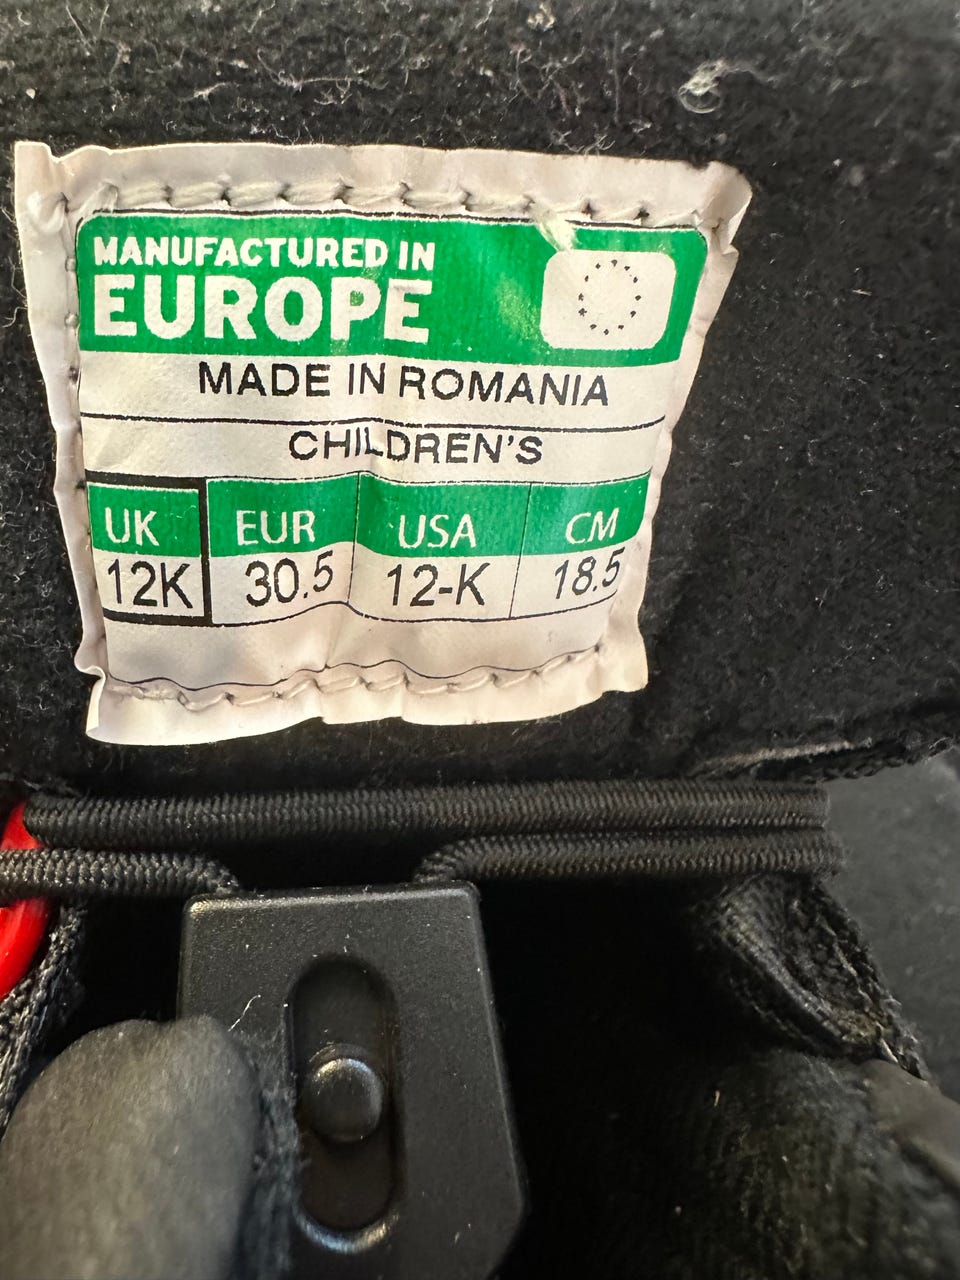 MANUFACTURED IN
EUROPE
MADE IN ROMANIA
CHILDREN'S
UK EUR USA CM
12K 30.5 12-K 18.5